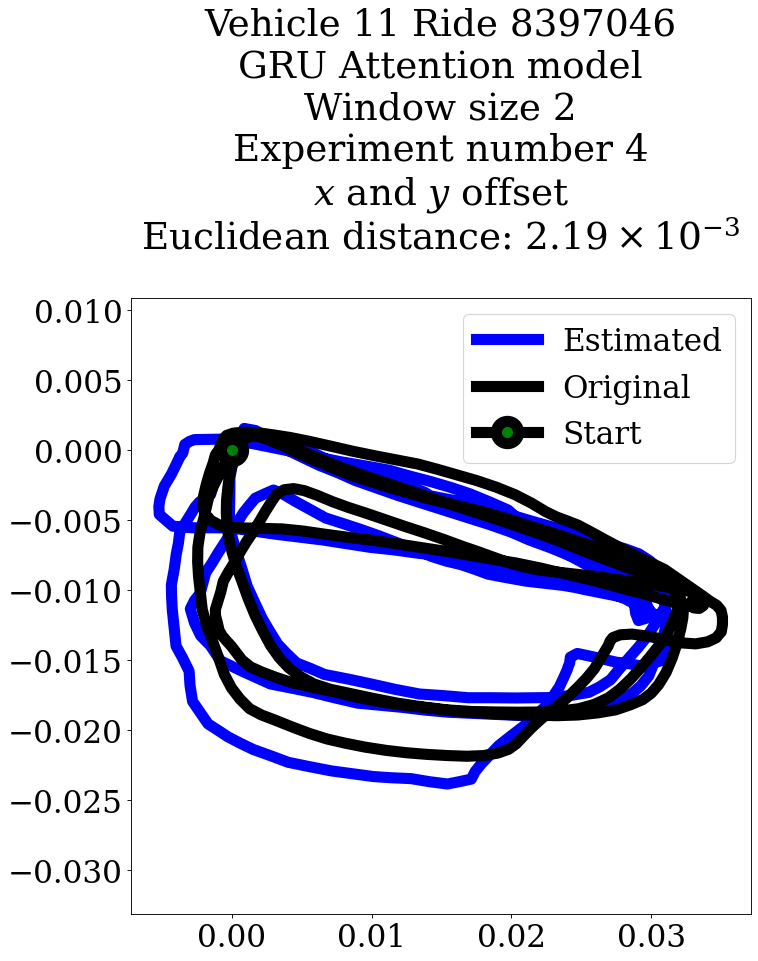 Vehicle 11 Ride 8397046
GRU Attention model
Window size 2
Experiment number 4
x and y offset
Euclidean distance: 2.19 × 10⁻³
0.010
0.005
0.000
−0.005
−0.010
−0.015
−0.020
−0.025
−0.030
Estimated
Original
Start
0.00 0.01 0.02 0.03